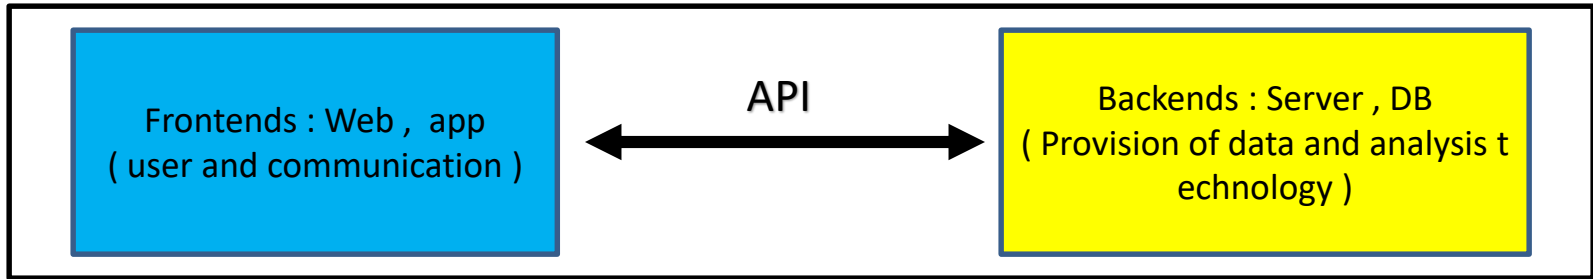 Frontends : Web ,  app
( user and communication )
API
Backends : Server , DB
( Provision of data and analysis t
echnology )